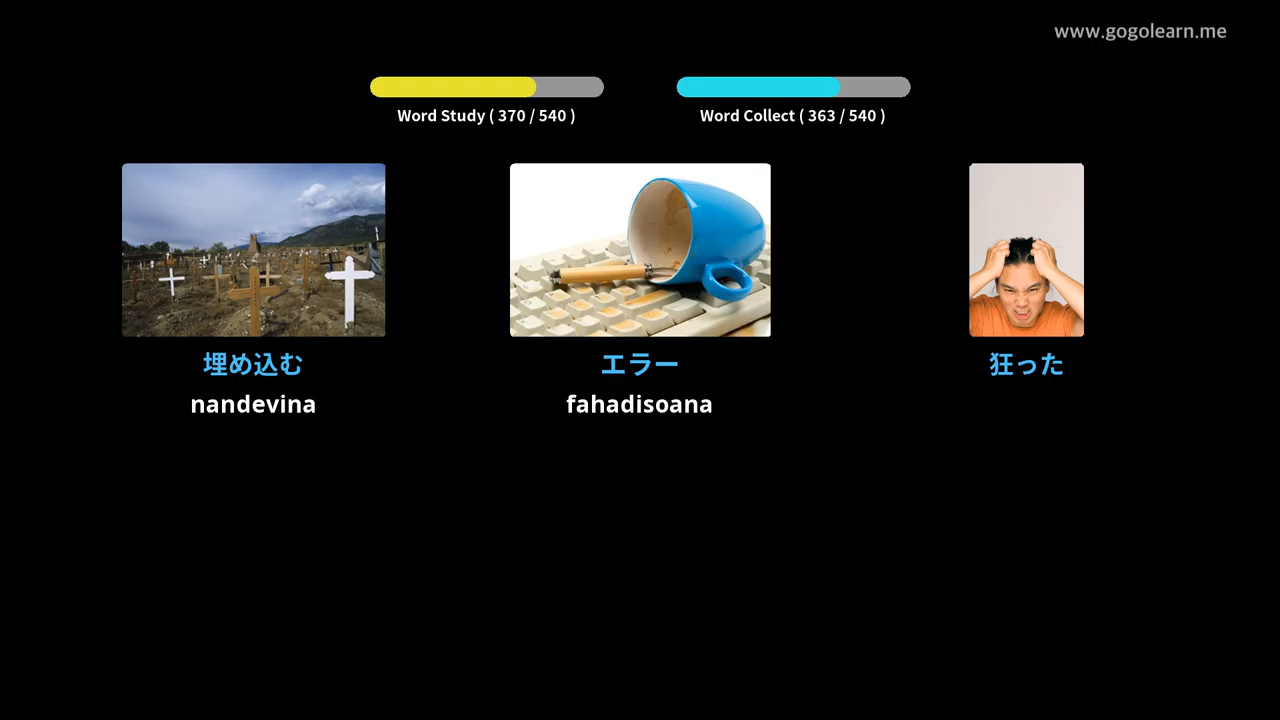 www.gogolearn.me
Word Study ( 370 / 540 )
Word Collect ( 363 / 540 )
埋め込む
エラー
狂った
nandevina
fahadisoana